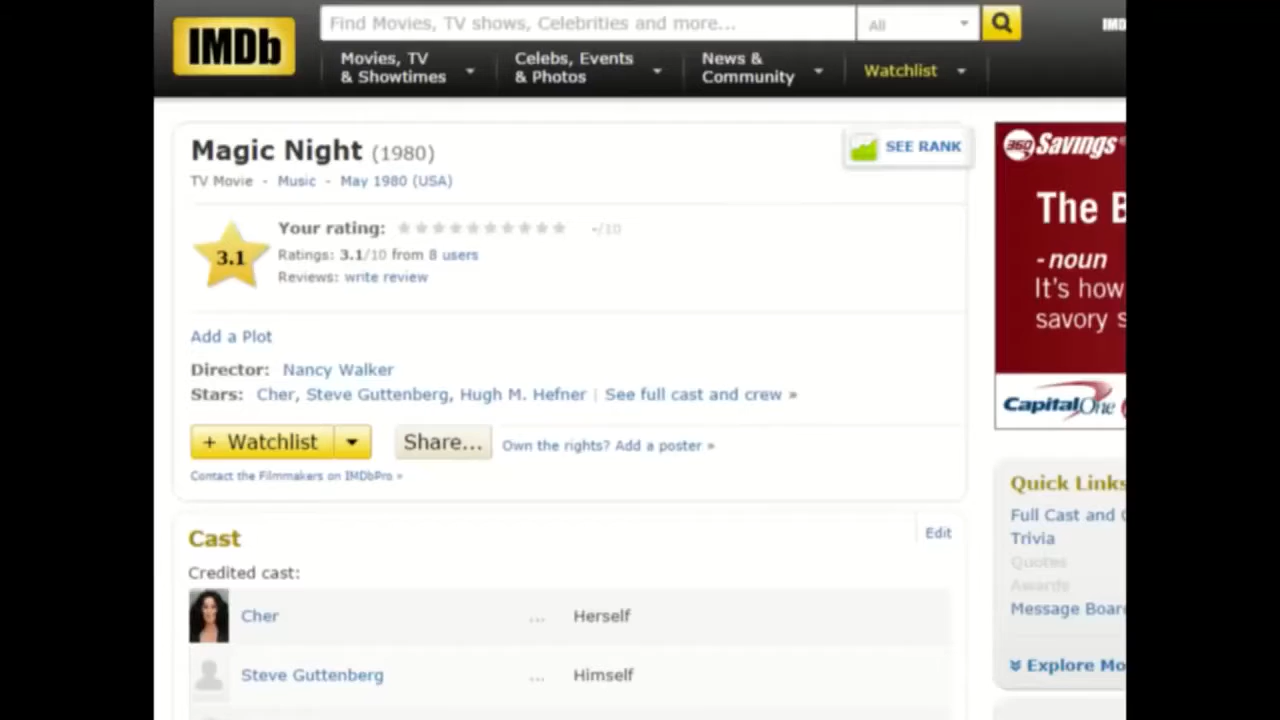 IMDb
Find Movies, TV shows, Celebrities and more...
All
IMD
Movies, TV
& Showtimes
Celebs, Events
& Photos
News &
Community
Watchlist
Magic Night (1980)
SEE RANK
TV Movie - Music - May 1980 (USA)
3.1
Your rating: -/10
Ratings: 3.1/10 from 8 users
Reviews: write review
Add a Plot
Director: Nancy Walker
Stars: Cher, Steve Guttenberg, Hugh M. Hefner | See full cast and crew »
+ Watchlist
Share...
Own the rights? Add a poster »
Contact the Filmmakers on IMDbPro »
Cast
Edit
Credited cast:
Cher ... Herself
Steve Guttenberg ... Himself
360 Savings
The B
- noun
It's how
savory s
CapitalOne
Quick Links
Full Cast and
Trivia
Quotes
Awards
Message Boar
Explore Mo